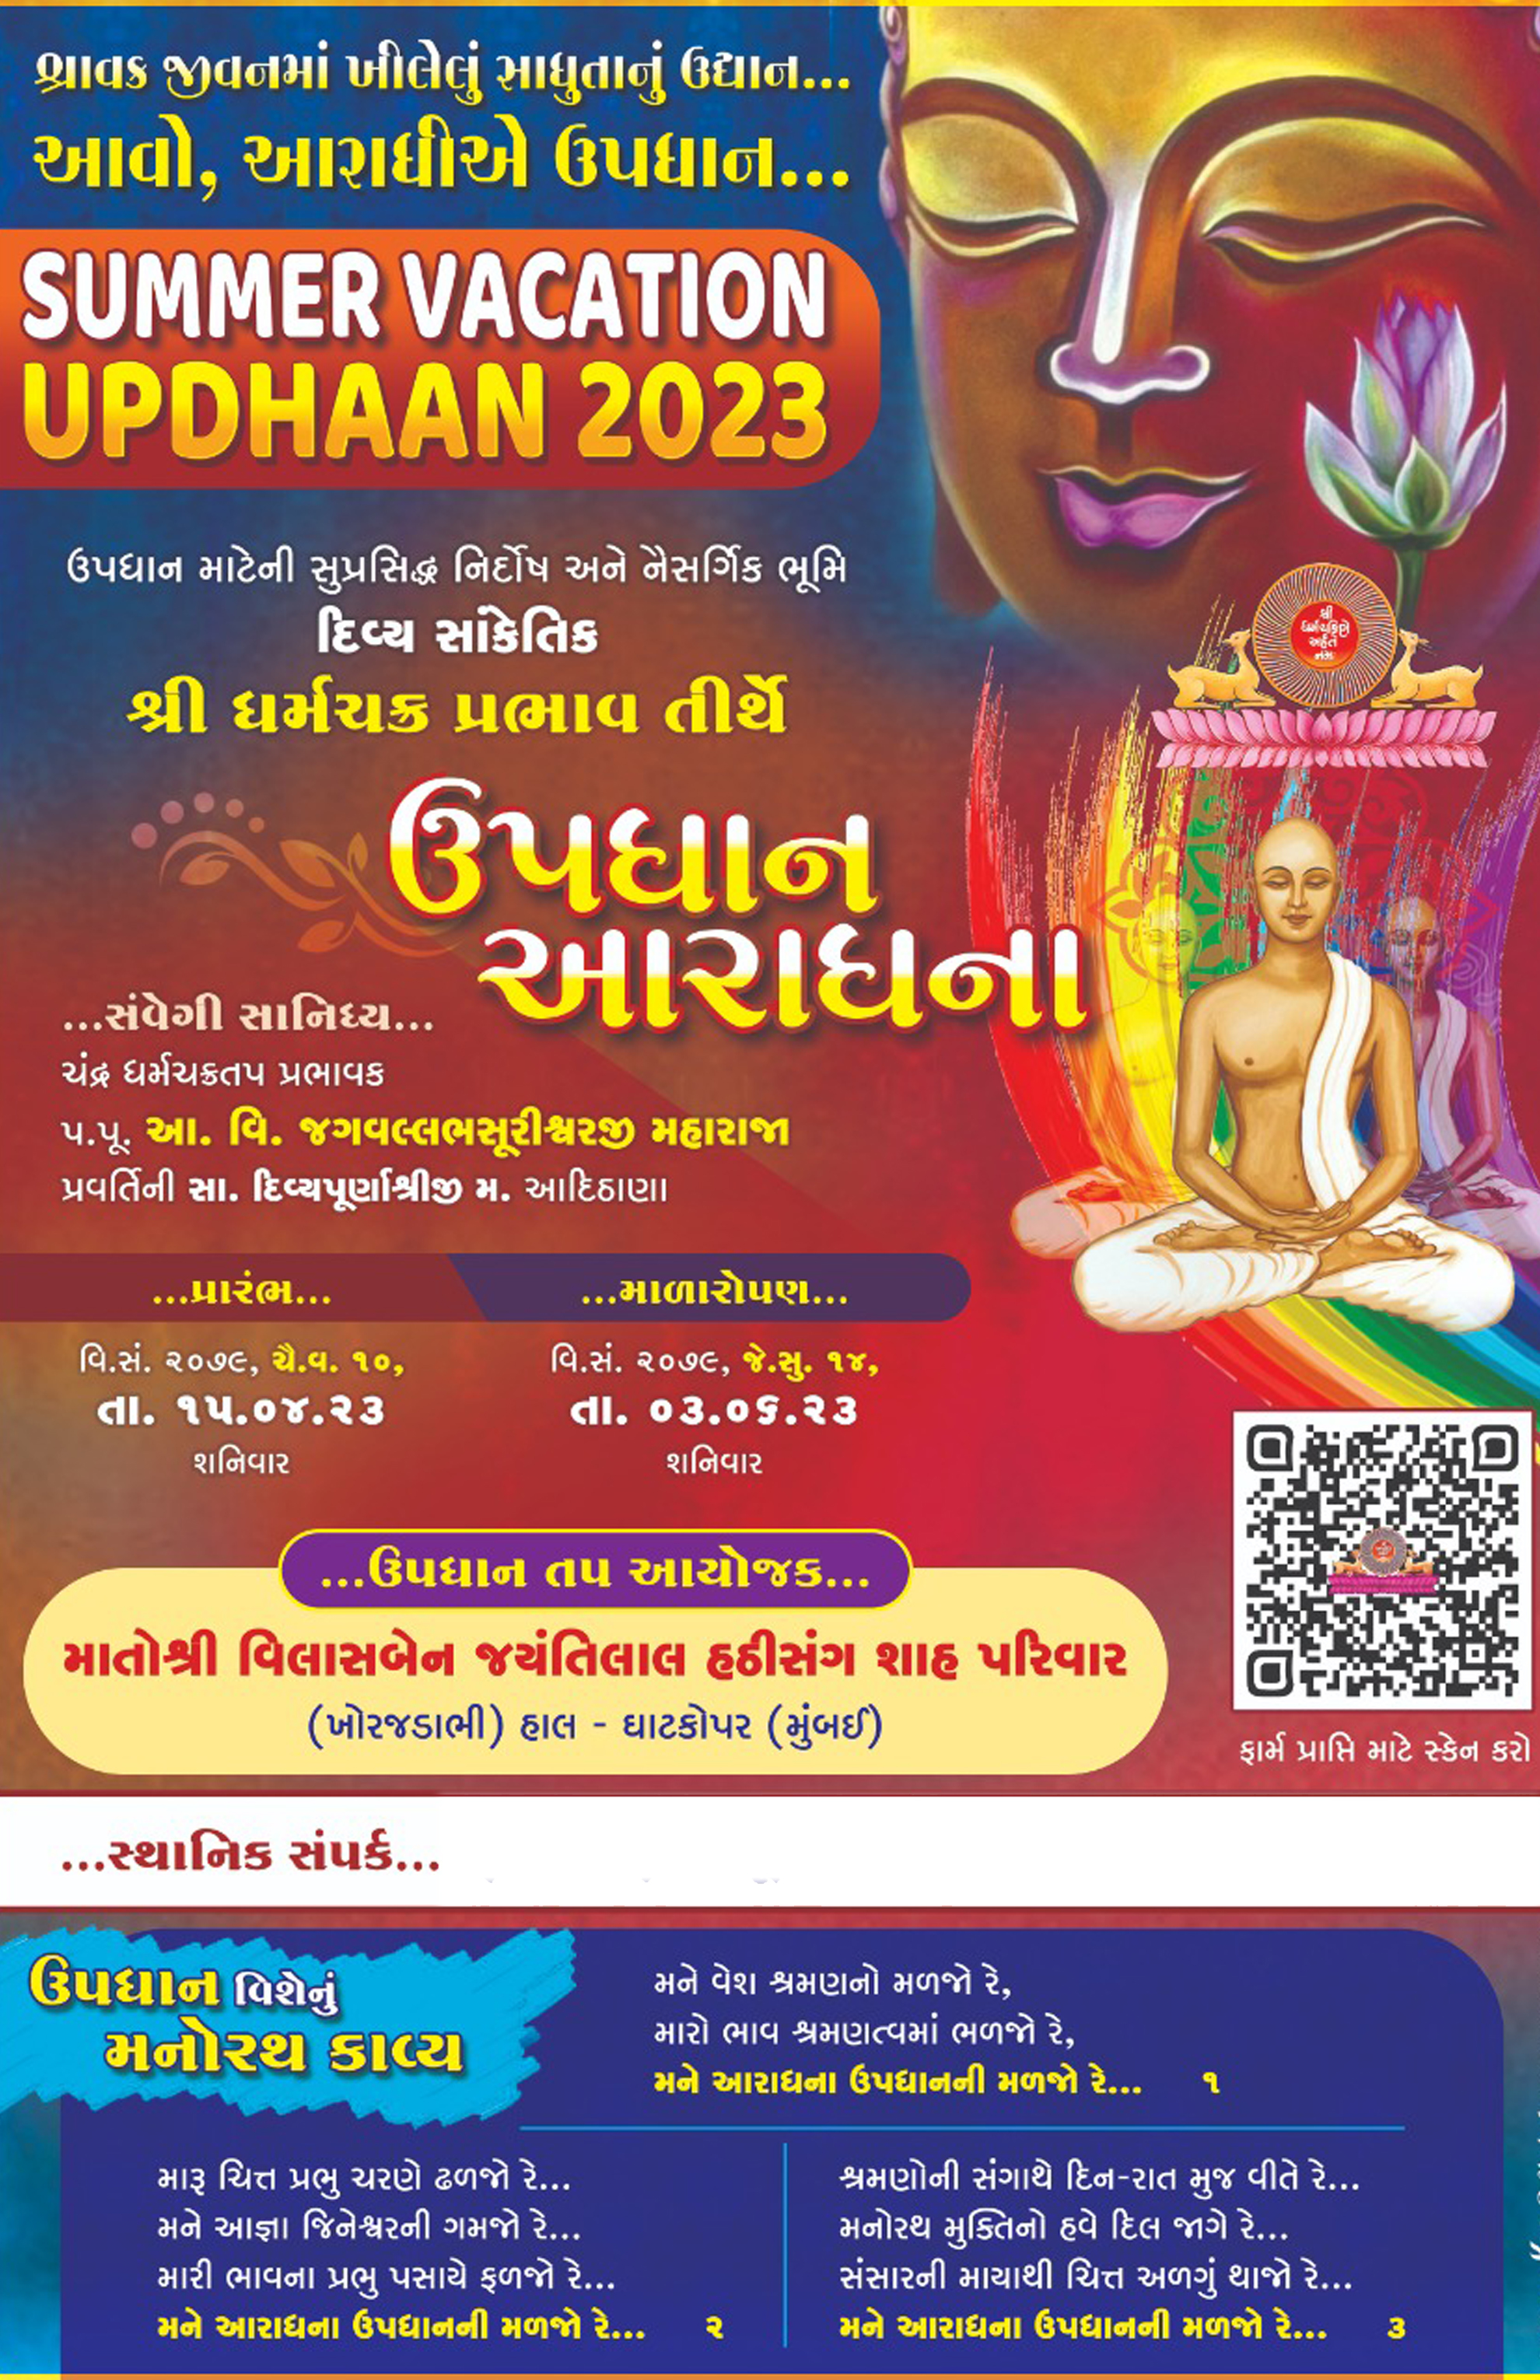 શ્રાવક જીવનમાં ખીલેલું સાધુતાનું ઉદ્યાન...
આવો, આરાધીએ ઉપધાન...
SUMMER VACATION
UPDHAAN 2023
ઉપધાન માટેની સુપ્રસિદ્ધ નિર્દોષ અને નૈસર્ગિક ભૂમિ
દિવ્ય સાંકેતિક
શ્રી ધર્મચક્ર પ્રભાવ તીર્થે
શ્રી
ધર્મચક્રિણે
અર્હતે
નમઃ
ઉપધાન
આરાધના
...સંવેગી સાનિધ્ય...
ચંદ્ર ધર્મચક્રતપ પ્રભાવક
પ.પૂ. આ. વિ. જગવલ્લભસૂરીશ્વરજી મહારાજા
પ્રવર્તિની સા. દિવ્યપૂર્ણાશ્રીજી મ. આદિઠાણા
...પ્રારંભ...
વિ.સં. ૨૦૭૯, ચૈ.વ. ૧૦,
તા. ૧૫.૦૪.૨૩
શનિવાર
...માળારોપણ...
વિ.સં. ૨૦૭૯, જે.સુ. ૧૪,
તા. ૦૩.૦૬.૨૩
શનિવાર
...ઉપધાન તપ આયોજક...
માતોશ્રી વિલાસબેન જયંતિલાલ હઠીસંગ શાહ પરિવાર
(ખોરજડાભી) હાલ - ઘાટકોપર (મુંબઈ)
ફાર્મ પ્રાપ્તિ માટે સ્કેન કરો
...સ્થાનિક સંપર્ક...
ઉપધાન વિશેનું
મનોરથ કાવ્ય
મને વેશ શ્રમણનો મળજો રે,
મારો ભાવ શ્રમણત્વમાં ભળજો રે,
મને આરાધના ઉપધાનની મળજો રે... ૧
મારૂ ચિત્ત પ્રભુ ચરણે ઢળજો રે...
મને આજ્ઞા જિનેશ્વરની ગમજો રે...
મારી ભાવના પ્રભુ પસાયે ફળજો રે...
મને આરાધના ઉપધાનની મળજો રે... ૨
શ્રમણોની સંગાથે દિન-રાત મુજ વીતે રે...
મનોરથ મુક્તિનો હવે દિલ જાગે રે...
સંસારની માયાથી ચિત્ત અળગું થાજો રે...
મને આરાધના ઉપધાનની મળજો રે... ૩